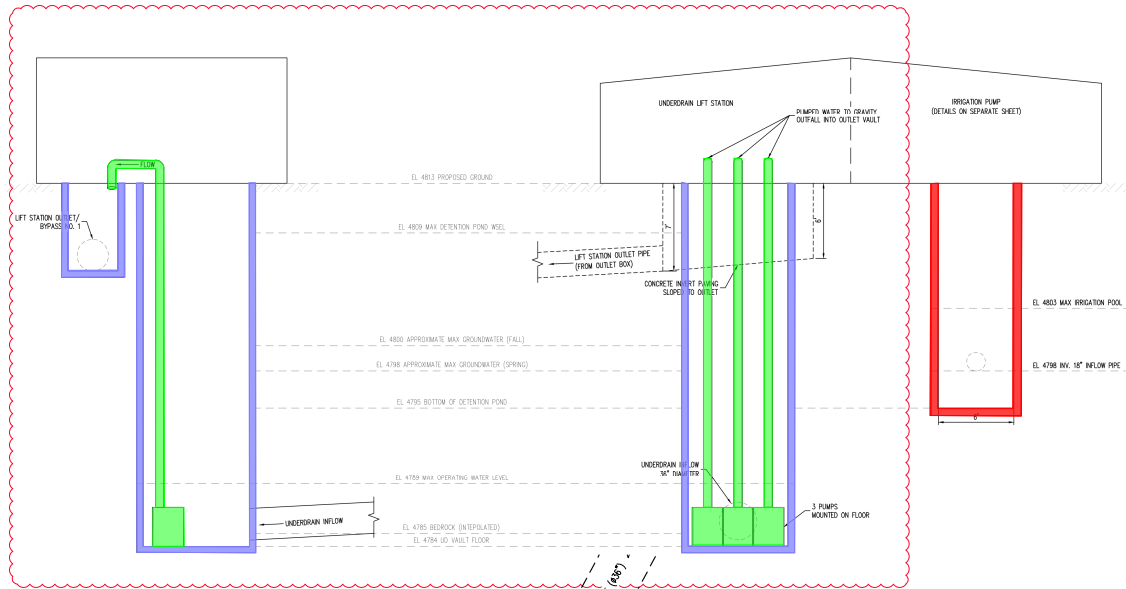 UNDERDRAIN LIFT STATION
IRRIGATION PUMP
(DETAILS ON SEPARATE SHEET)
PUMPED WATER TO GRAVITY
OUTFALL INTO OUTLET VAULT
FLOW
EL 4813 PROPOSED GROUND
LIFT STATION OUTLET/
BYPASS NO. 1
EL 4809 MAX DETENTION POND WSEL
7'
6'
LIFT STATION OUTLET PIPE
(FROM OUTLET BOX)
CONCRETE INVERT PAVING
SLOPED TO OUTLET
EL 4803 MAX IRRIGATION POOL
EL 4800 APPROXIMATE MAX GROUNDWATER (FALL)
EL 4798 APPROXIMATE MAX GROUNDWATER (SPRING)
EL 4798 INV. 18" INFLOW PIPE
EL 4795 BOTTOM OF DETENTION POND
6'
UNDERDRAIN INFLOW
36" DIAMETER
EL 4789 MAX OPERATING WATER LEVEL
3 PUMPS
MOUNTED ON FLOOR
UNDERDRAIN INFLOW
EL 4785 BEDROCK (INTEPOLATED)
EL 4784 UD VAULT FLOOR
(ø36")